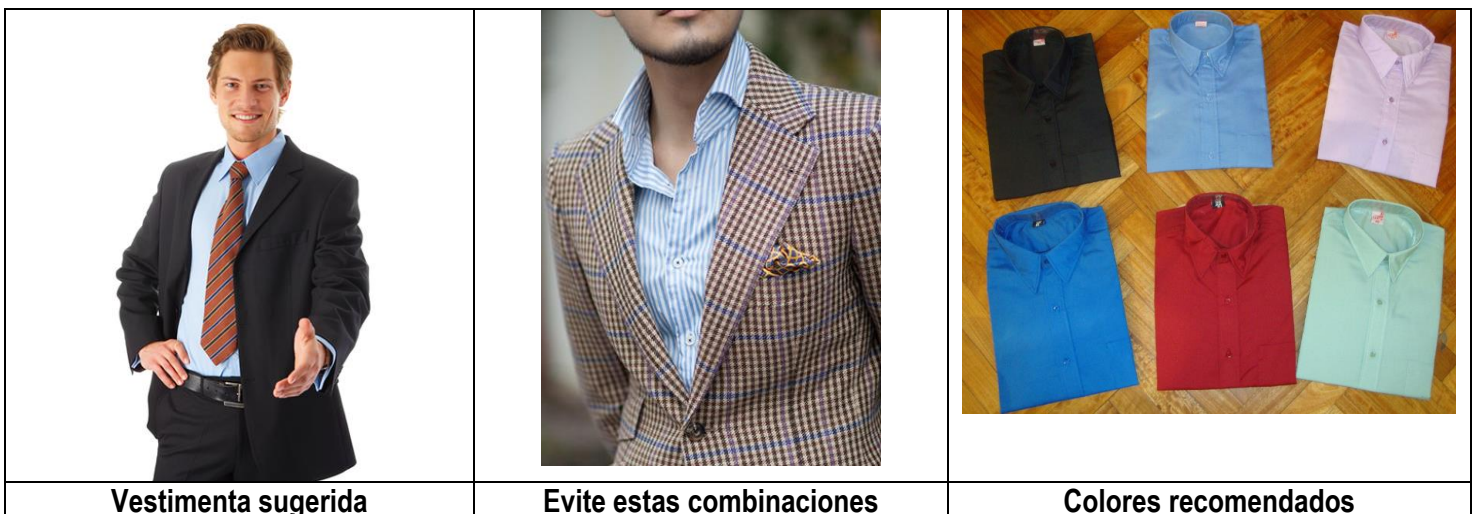 Vestimenta sugerida
Evite estas combinaciones
Colores recomendados